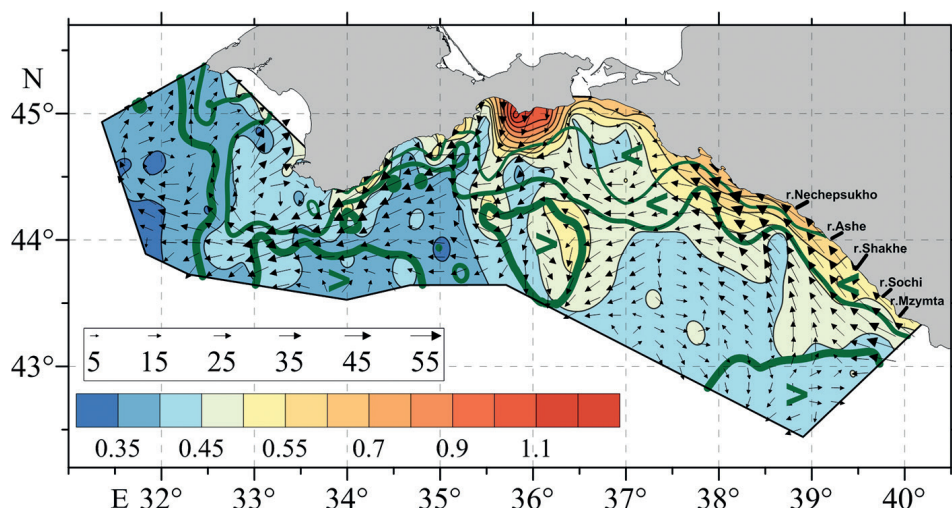 N
45°
44°
43°
r.Nechepsukho
r.Ashe
r.Shakhe
r.Sochi
r.Mzymta
5 15 25 35 45 55
0.35 0.45 0.55 0.7 0.9 1.1
E 32° 33° 34° 35° 36° 37° 38° 39° 40°